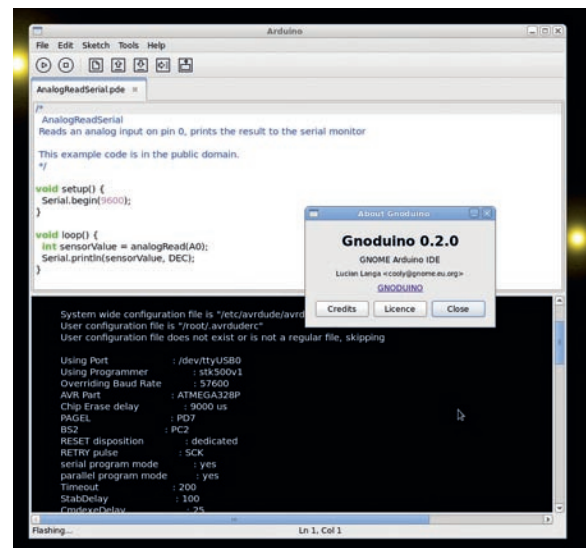 Arduino
File Edit Sketch Tools Help
AnalogReadSerial.pde
/*
AnalogReadSerial
Reads an analog input on pin 0, prints the result to the serial monitor
This example code is in the public domain.
*/
void setup() {
Serial.begin(9600);
}
void loop() {
int sensorValue = analogRead(A0);
Serial.println(sensorValue, DEC);
}
About Gnoduino
Gnoduino 0.2.0
GNOME Arduino IDE
Lucian Langa <cooly@gnome.eu.org>
GNODUINO
Credits Licence Close
System wide configuration file is "/etc/avrdude/avrd
User configuration file is "/root/.avrduderc"
User configuration file does not exist or is not a regular file, skipping
Using Port : /dev/ttyUSB0
Using Programmer : stk500v1
Overriding Baud Rate : 57600
AVR Part : ATMEGA328P
Chip Erase delay : 9000 us
PAGEL : PD7
BS2 : PC2
RESET disposition : dedicated
RETRY pulse : SCK
serial program mode : yes
parallel program mode : yes
Timeout : 200
StabDelay : 100
CmdexeDelay : 25
Flashing... Ln 1, Col 1